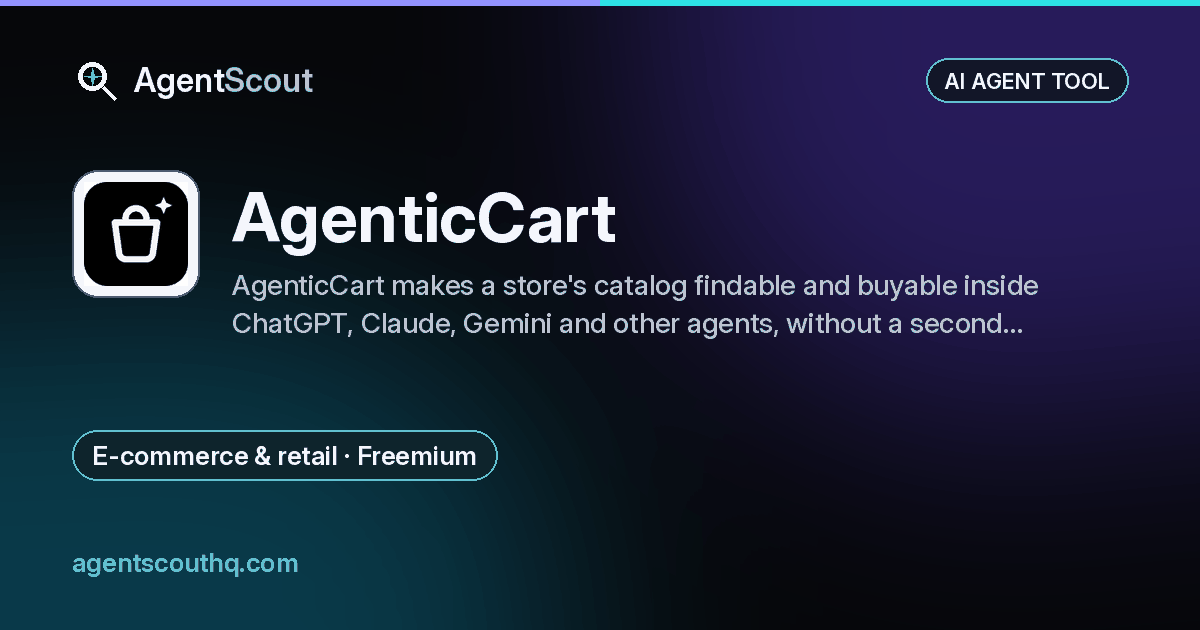 AgentScout
AI AGENT TOOL
AgenticCart
AgenticCart makes a store's catalog findable and buyable inside
ChatGPT, Claude, Gemini and other agents, without a second...
E-commerce & retail · Freemium
agentscouthq.com